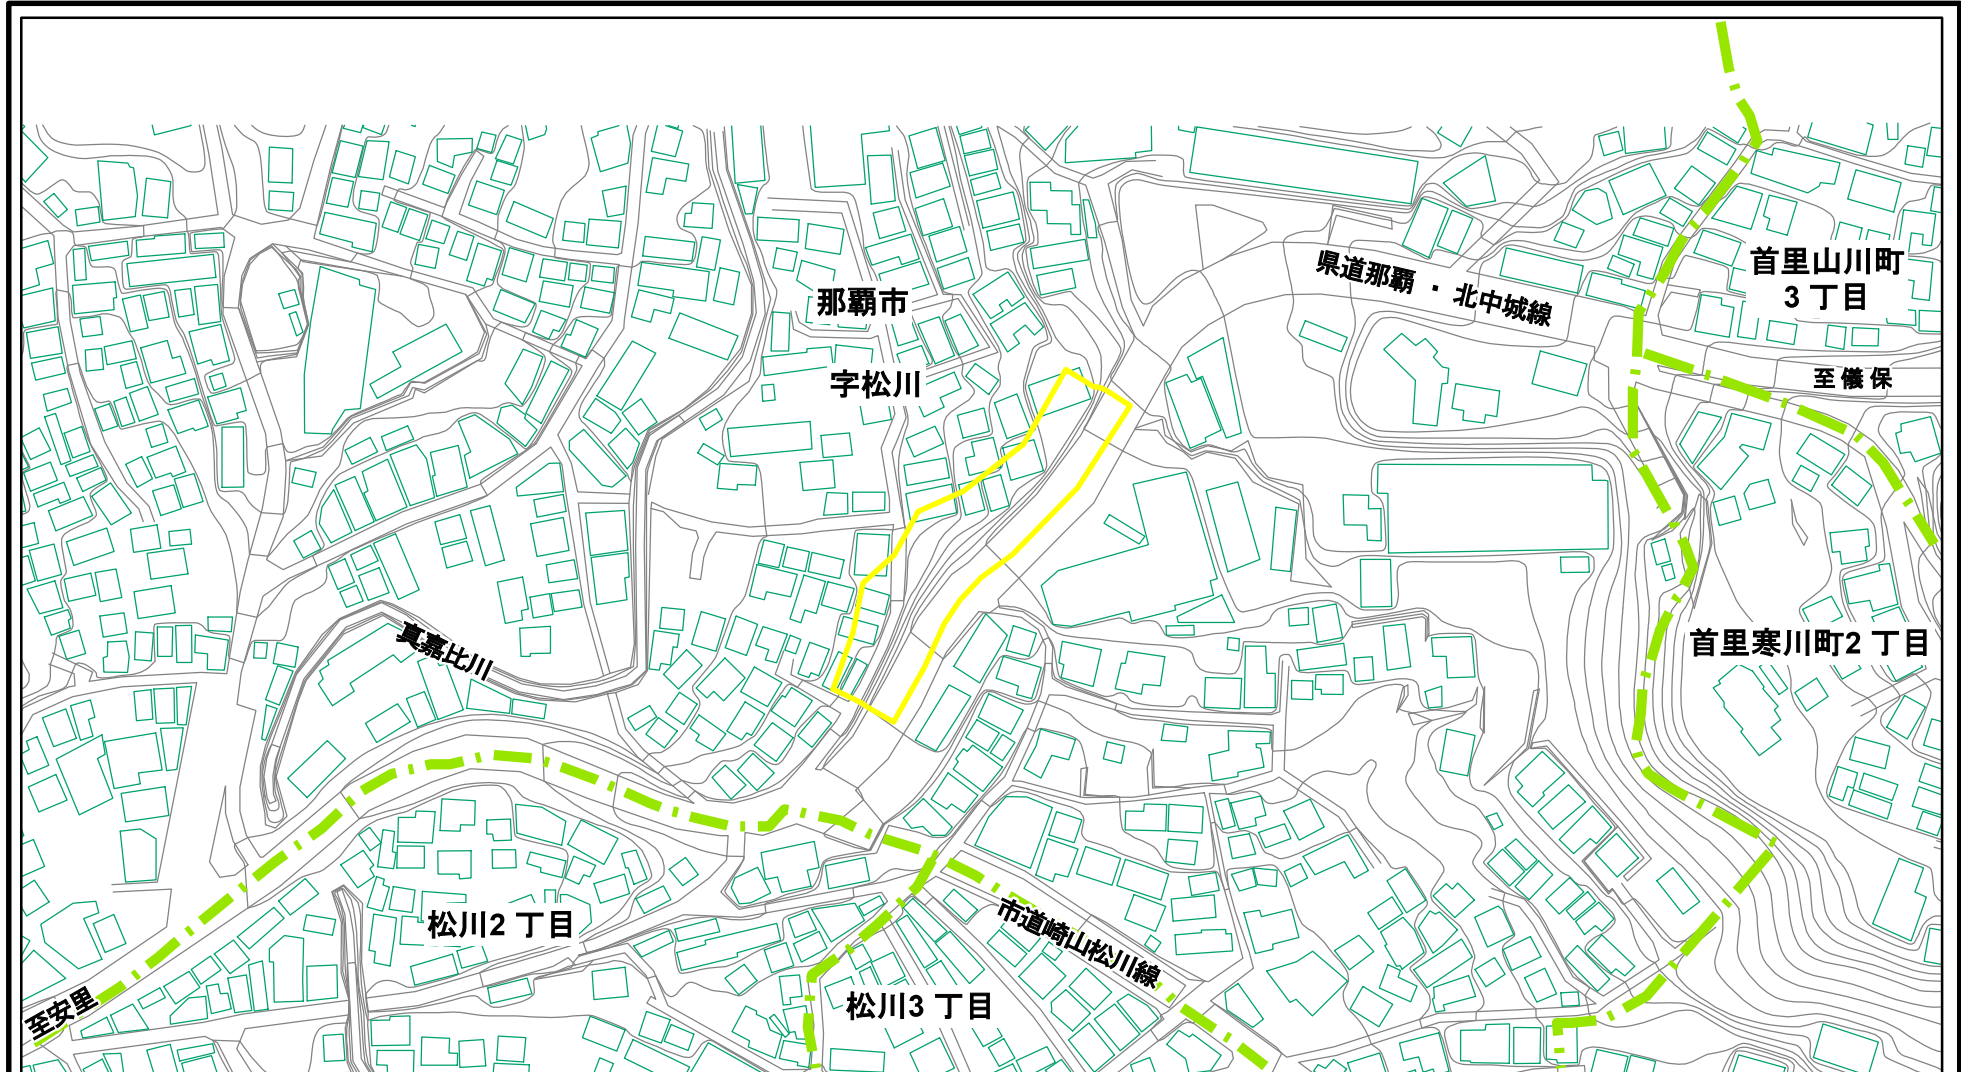 首里山川町
3 丁目
県道那覇 ・ 北中城線
那覇市
字松川
至 儀 保
真嘉比川
首里寒川町2 丁目
松川2 丁目
市道崎山松川線
至安里
松川3 丁目